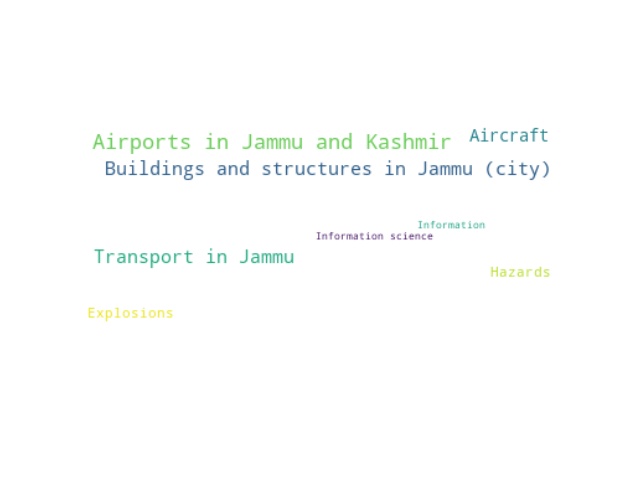 Airports in Jammu and Kashmir
Aircraft
Buildings and structures in Jammu (city)
Information
Information science
Transport in Jammu
Hazards
Explosions